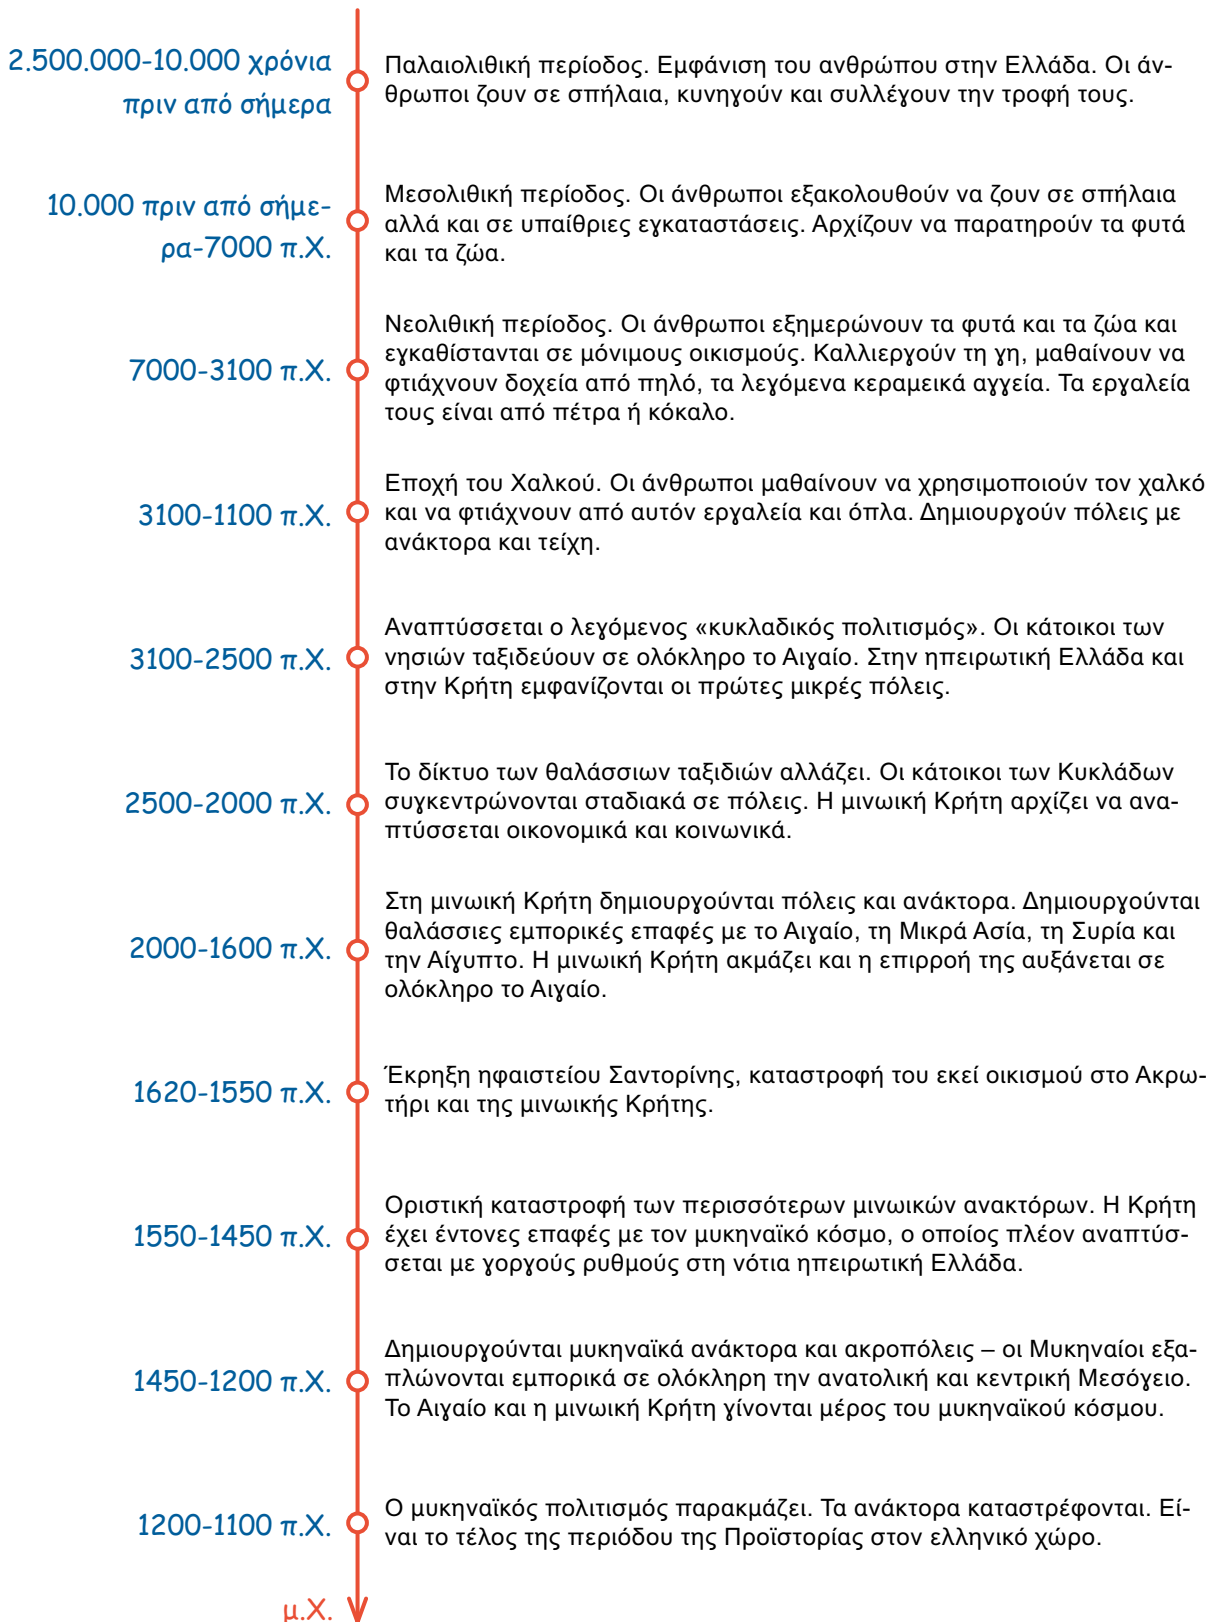 2.500.000-10.000 χρόνια
πριν από σήμερα
Παλαιολιθική περίοδος. Εμφάνιση του ανθρώπου στην Ελλάδα. Οι άν-
θρωποι ζουν σε σπήλαια, κυνηγούν και συλλέγουν την τροφή τους.
10.000 πριν από σήμε-
ρα-7000 π.Χ.
Μεσολιθική περίοδος. Οι άνθρωποι εξακολουθούν να ζουν σε σπήλαια
αλλά και σε υπαίθριες εγκαταστάσεις. Αρχίζουν να παρατηρούν τα φυτά
και τα ζώα.
7000-3100 π.Χ.
Νεολιθική περίοδος. Οι άνθρωποι εξημερώνουν τα φυτά και τα ζώα και
εγκαθίστανται σε μόνιμους οικισμούς. Καλλιεργούν τη γη, μαθαίνουν να
φτιάχνουν δοχεία από πηλό, τα λεγόμενα κεραμεικά αγγεία. Τα εργαλεία
τους είναι από πέτρα ή κόκαλο.
3100-1100 π.Χ.
Εποχή του Χαλκού. Οι άνθρωποι μαθαίνουν να χρησιμοποιούν τον χαλκό
και να φτιάχνουν από αυτόν εργαλεία και όπλα. Δημιουργούν πόλεις με
ανάκτορα και τείχη.
3100-2500 π.Χ.
Αναπτύσσεται ο λεγόμενος «κυκλαδικός πολιτισμός». Οι κάτοικοι των
νησιών ταξιδεύουν σε ολόκληρο το Αιγαίο. Στην ηπειρωτική Ελλάδα και
στην Κρήτη εμφανίζονται οι πρώτες μικρές πόλεις.
2500-2000 π.Χ.
Το δίκτυο των θαλάσσιων ταξιδιών αλλάζει. Οι κάτοικοι των Κυκλάδων
συγκεντρώνονται σταδιακά σε πόλεις. Η μινωική Κρήτη αρχίζει να ανα-
πτύσσεται οικονομικά και κοινωνικά.
2000-1600 π.Χ.
Στη μινωική Κρήτη δημιουργούνται πόλεις και ανάκτορα. Δημιουργούνται
θαλάσσιες εμπορικές επαφές με το Αιγαίο, τη Μικρά Ασία, τη Συρία και
την Αίγυπτο. Η μινωική Κρήτη ακμάζει και η επιρροή της αυξάνεται σε
ολόκληρο το Αιγαίο.
1620-1550 π.Χ.
Έκρηξη ηφαιστείου Σαντορίνης, καταστροφή του εκεί οικισμού στο Ακρω-
τήρι και της μινωικής Κρήτης.
1550-1450 π.Χ.
Οριστική καταστροφή των περισσότερων μινωικών ανακτόρων. Η Κρήτη
έχει έντονες επαφές με τον μυκηναϊκό κόσμο, ο οποίος πλέον αναπτύσ-
σεται με γοργούς ρυθμούς στη νότια ηπειρωτική Ελλάδα.
1450-1200 π.Χ.
Δημιουργούνται μυκηναϊκά ανάκτορα και ακροπόλεις – οι Μυκηναίοι εξα-
πλώνονται εμπορικά σε ολόκληρη την ανατολική και κεντρική Μεσόγειο.
Το Αιγαίο και η μινωική Κρήτη γίνονται μέρος του μυκηναϊκού κόσμου.
1200-1100 π.Χ.
Ο μυκηναϊκός πολιτισμός παρακμάζει. Τα ανάκτορα καταστρέφονται. Εί-
ναι το τέλος της περιόδου της Προϊστορίας στον ελληνικό χώρο.
μ.Χ.